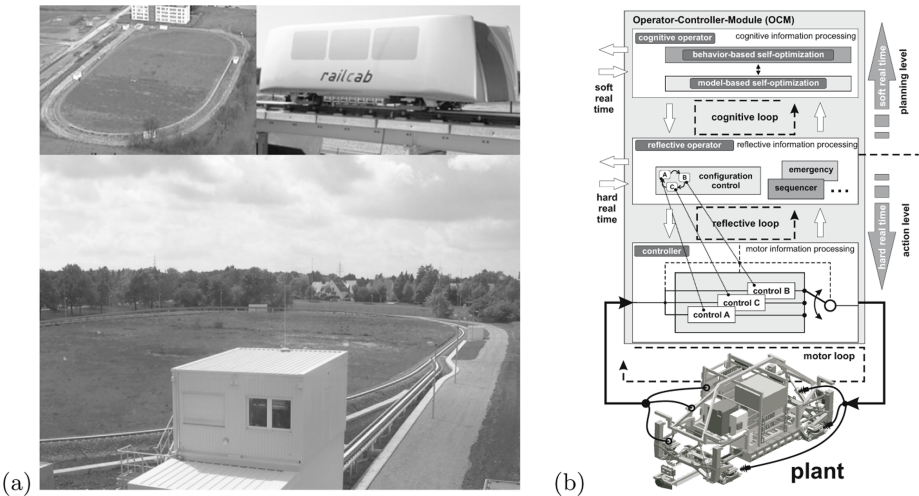 railcab
(a)
Operator-Controller-Module (OCM)
cognitive operator
cognitive information processing
behavior-based self-optimization
model-based self-optimization
soft
real
time
cognitive loop
soft real time
planning level
reflective operator
reflective information processing
A
B
C
configuration
control
emergency
sequencer
...
hard
real
time
reflective loop
hard real time
action level
controller
motor information processing
control B
control C
control A
motor loop
plant
(b)